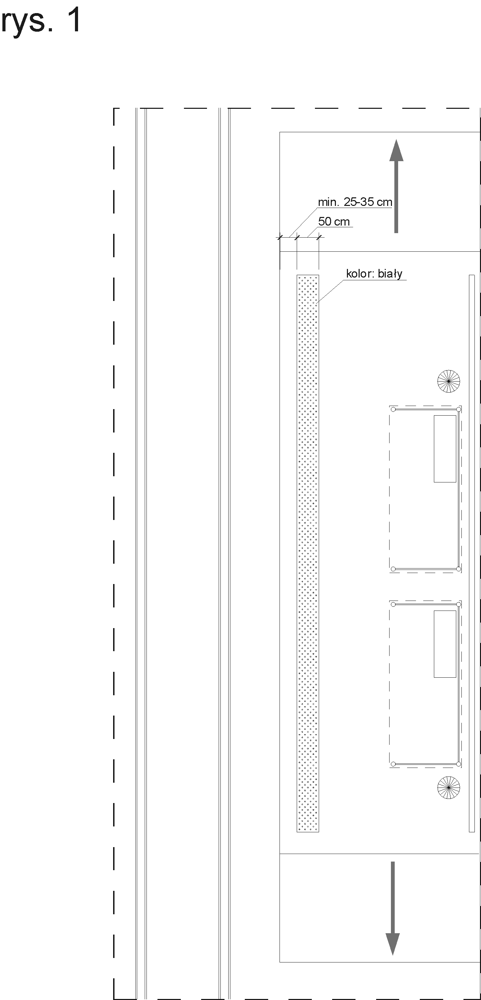 rys. 1
min. 25-35 cm
50 cm
kolor: biały